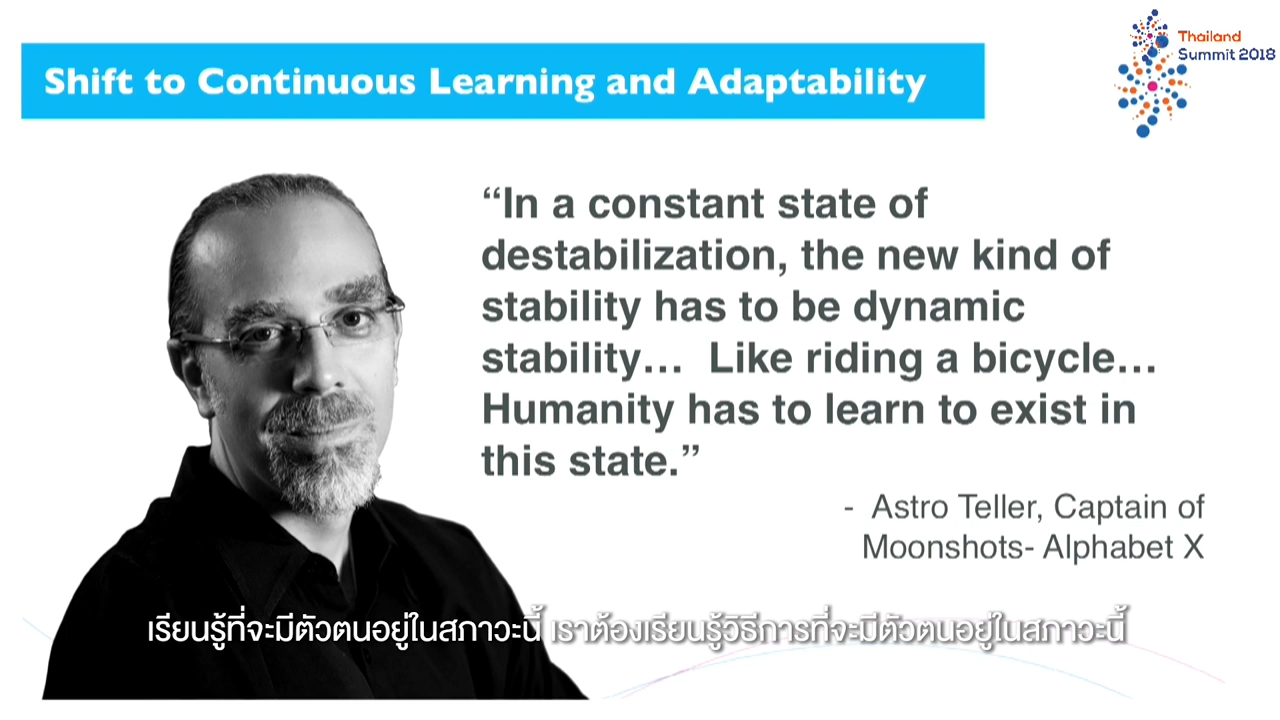 Thailand
Summit 2018
Shift to Continuous Learning and Adaptability
“In a constant state of
destabilization, the new kind of
stability has to be dynamic
stability… Like riding a bicycle…
Humanity has to learn to exist in
this state.”
- Astro Teller, Captain of
Moonshots- Alphabet X
เรียนรู้ที่จะมีตัวตนอยู่ในสภาวะนี้ เราต้องเรียนรู้วิธีการที่จะมีตัวตนอยู่ในสภาวะนี้